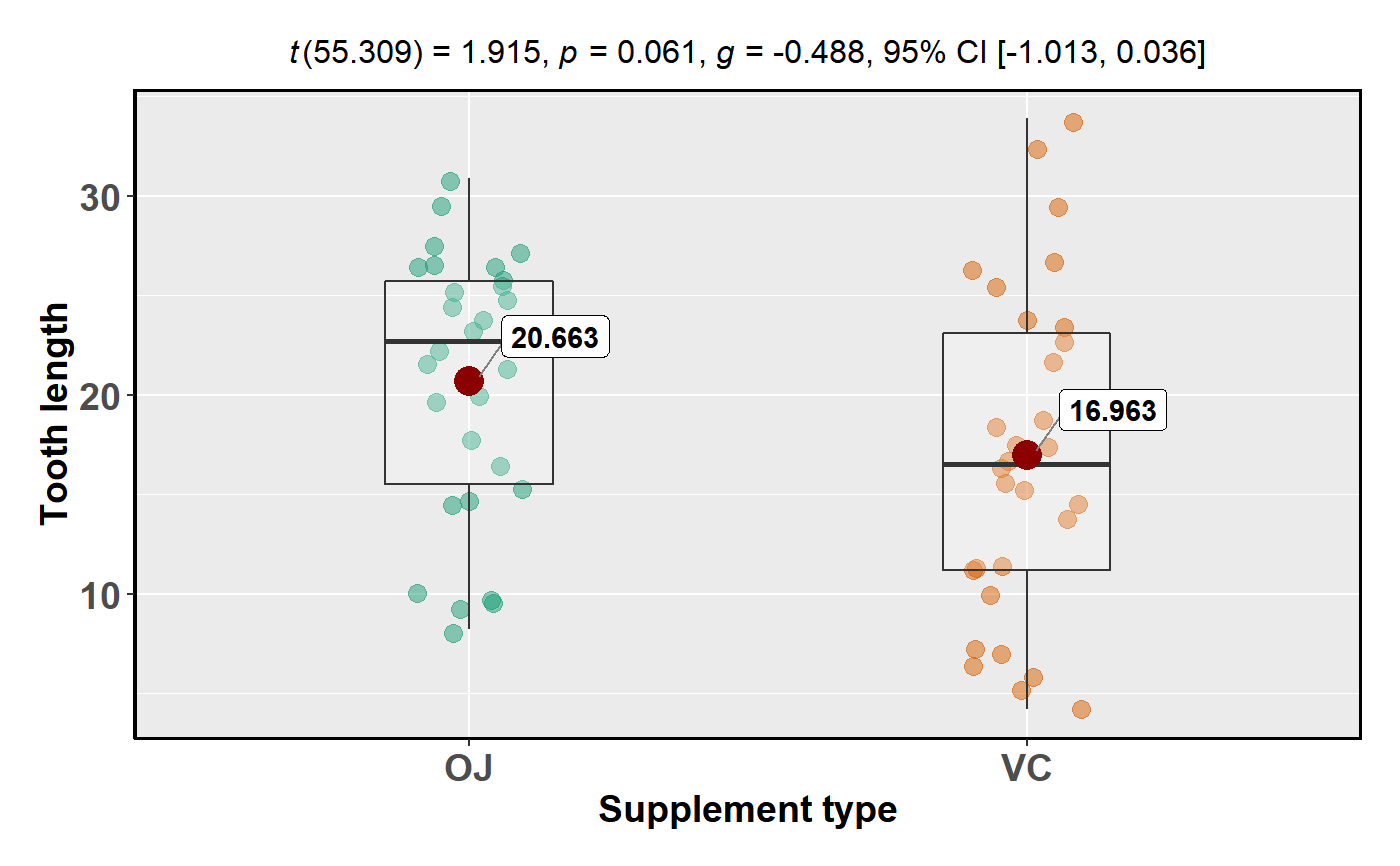 t(55.309) = 1.915, p = 0.061, g = -0.488, 95% CI [-1.013, 0.036]
30
20
10
Tooth length
20.663
16.963
OJ
VC
Supplement type